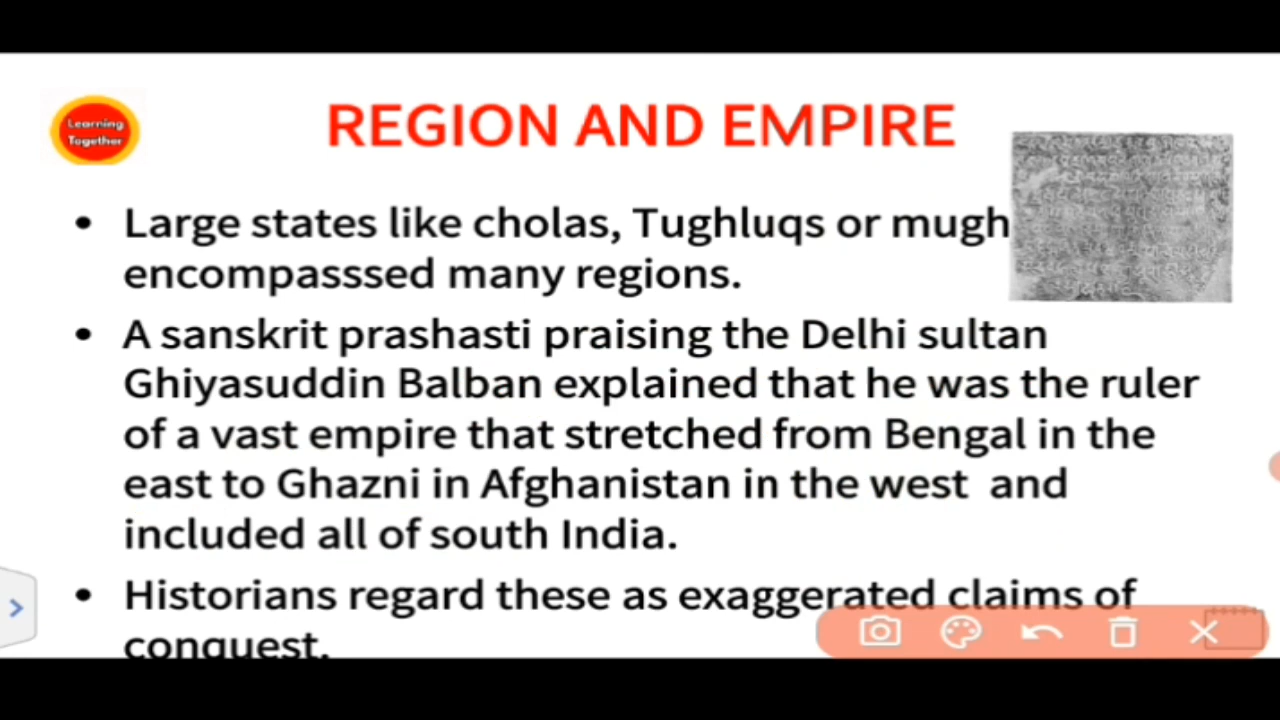 Learning
Together
REGION AND EMPIRE
• Large states like cholas, Tughluqs or mugh
encompasssed many regions.
• A sanskrit prashasti praising the Delhi sultan
Ghiyasuddin Balban explained that he was the ruler
of a vast empire that stretched from Bengal in the
east to Ghazni in Afghanistan in the west and
included all of south India.
• Historians regard these as exaggerated claims of
conquest.